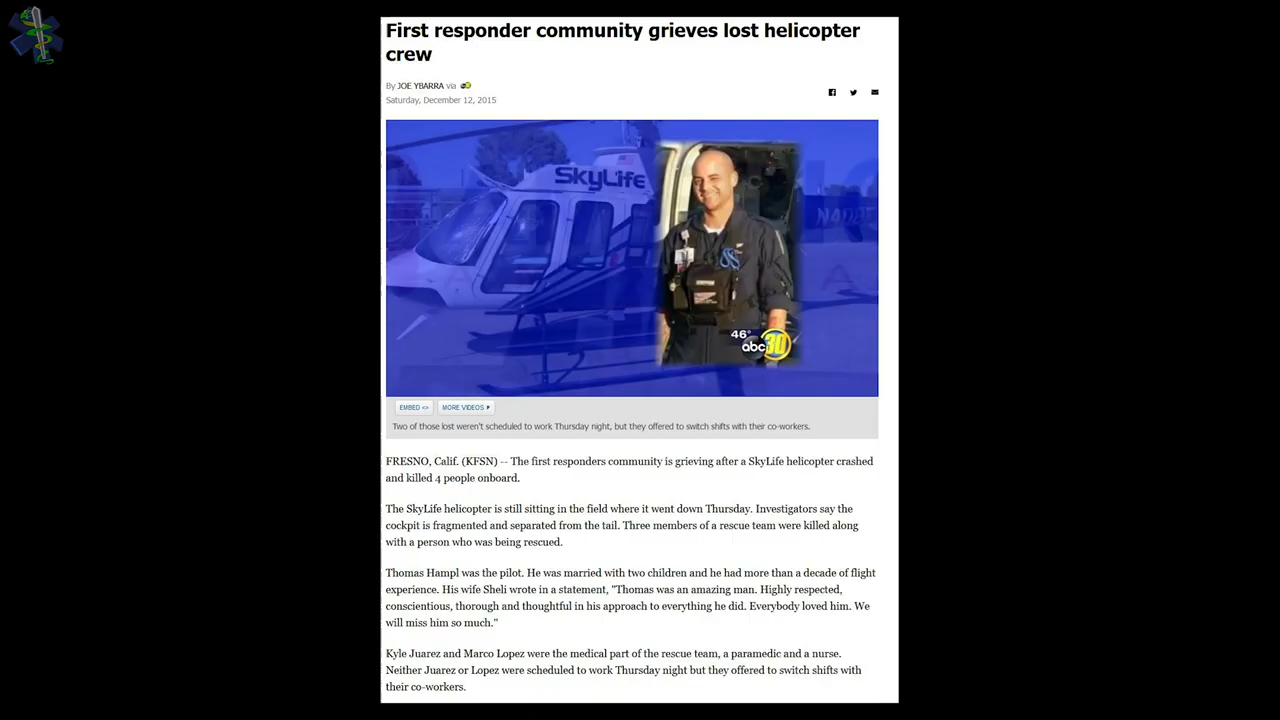 First responder community grieves lost helicopter
crew
By JOE YBARRA via
Saturday, December 12, 2015
SkyLife
46°
abc 30
EMBED <> MORE VIDEOS
Two of those lost weren't scheduled to work Thursday night, but they offered to switch shifts with their co-workers.
FRESNO, Calif. (KFSN) -- The first responders community is grieving after a SkyLife helicopter crashed
and killed 4 people onboard.
The SkyLife helicopter is still sitting in the field where it went down Thursday. Investigators say the
cockpit is fragmented and separated from the tail. Three members of a rescue team were killed along
with a person who was being rescued.
Thomas Hampl was the pilot. He was married with two children and he had more than a decade of flight
experience. His wife Sheli wrote in a statement, "Thomas was an amazing man. Highly respected,
conscientious, thorough and thoughtful in his approach to everything he did. Everybody loved him. We
will miss him so much."
Kyle Juarez and Marco Lopez were the medical part of the rescue team, a paramedic and a nurse.
Neither Juarez or Lopez were scheduled to work Thursday night but they offered to switch shifts with
their co-workers.